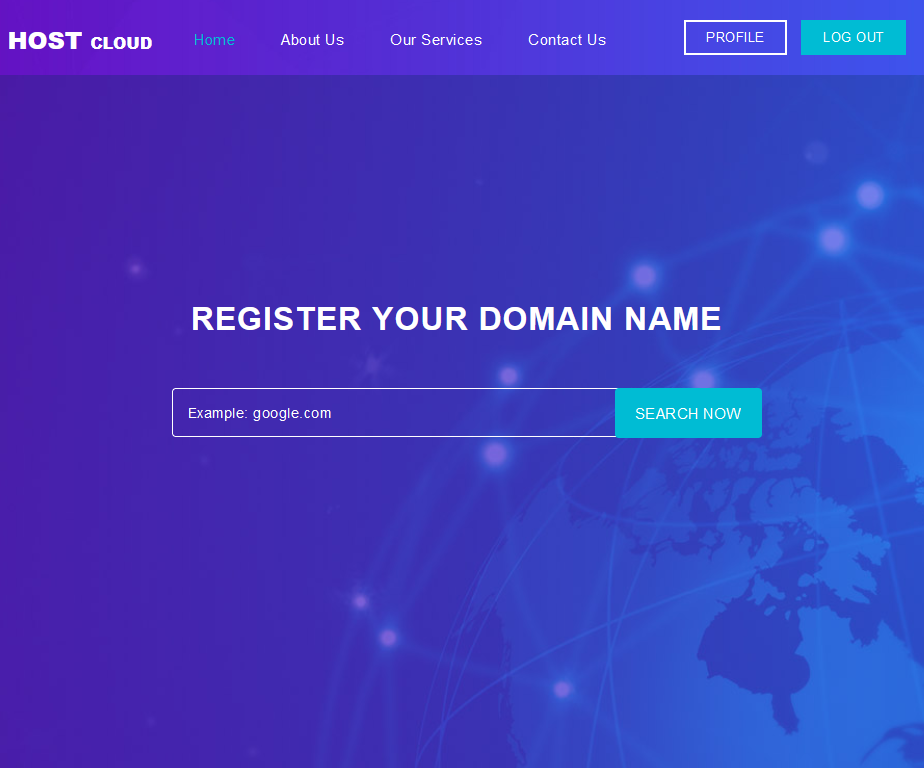 HOST CLOUD Home About Us Our Services Contact Us PROFILE LOG OUT
REGISTER YOUR DOMAIN NAME
Example: google.com SEARCH NOW